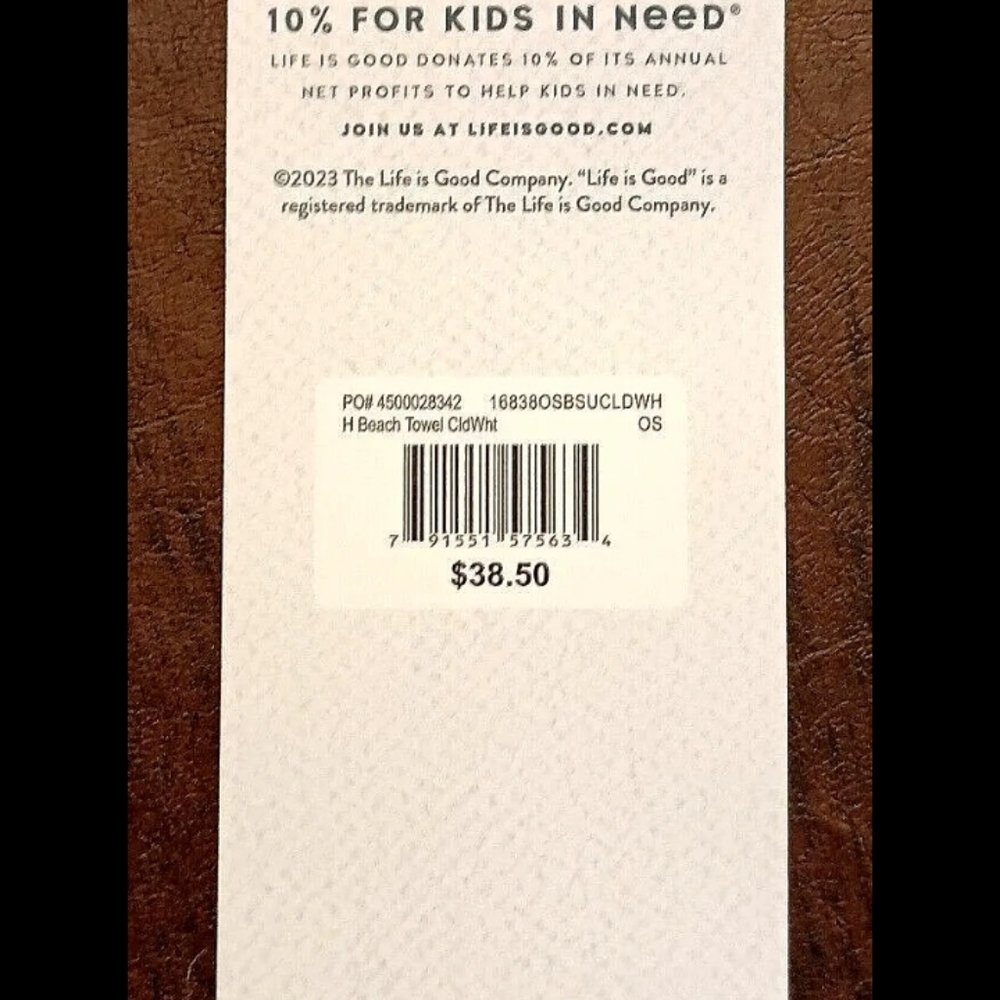 10% FOR KIDS IN NeeD®
LIFE IS GOOD DONATES 10% OF ITS ANNUAL
NET PROFITS TO HELP KIDS IN NEED.
JOIN US AT LIFEISGOOD.COM
©2023 The Life is Good Company. “Life is Good” is a
registered trademark of The Life is Good Company.
PO# 4500028342 16838OSBSUCLDWH
H Beach Towel CldWht OS
7 91551 57563 4
$38.50